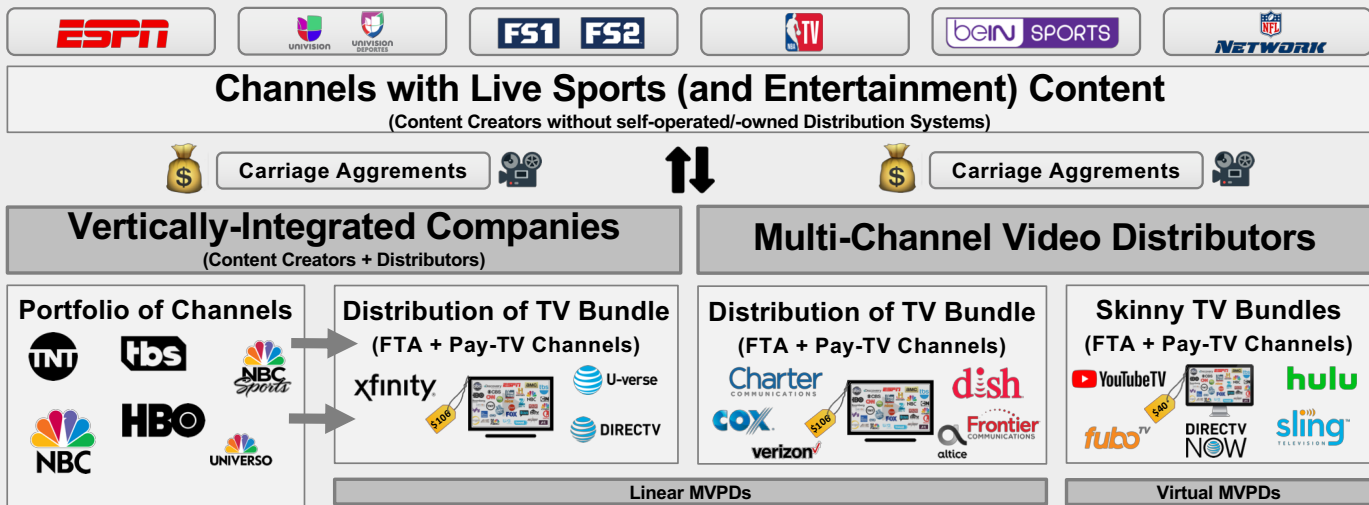 ESPN
UNIVISION
UNIVISION
DEPORTES
FS1 FS2
NBA
TV
beIN SPORTS
NFL
NETWORK
Channels with Live Sports (and Entertainment) Content
(Content Creators without self-operated/-owned Distribution Systems)
$
Carriage Aggrements
$
Carriage Aggrements
Vertically-Integrated Companies
(Content Creators + Distributors)
Multi-Channel Video Distributors
Portfolio of Channels
TNT
tbs
NBC
Sports
NBC
HBO
UNIVERSO
Distribution of TV Bundle
(FTA + Pay-TV Channels)
xfinity
U-verse
$106
DIRECTV
Distribution of TV Bundle
(FTA + Pay-TV Channels)
Charter
COMMUNICATIONS
dish
COX
$106
Frontier
COMMUNICATIONS
verizon
altice
Skinny TV Bundles
(FTA + Pay-TV Channels)
YouTubeTV
hulu
$40
fubo TV
DIRECTV
NOW
sling
TELEVISION
Linear MVPDs
Virtual MVPDs